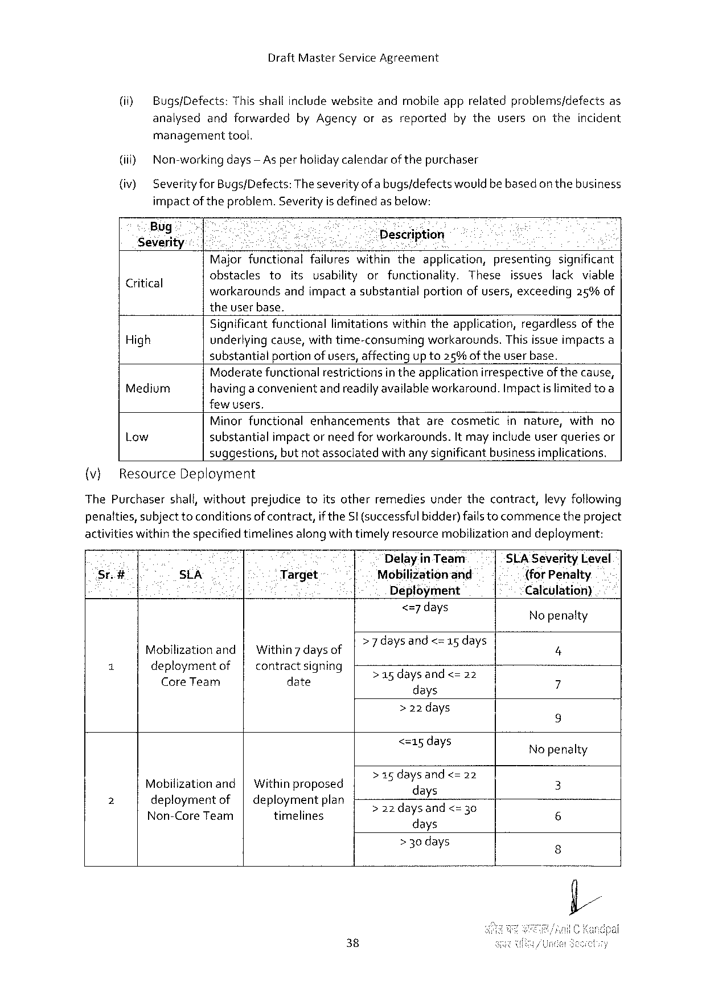 Draft Master Service Agreement
(ii) Bugs/Defects: This shall include website and mobile app related problems/defects as
analysed and forwarded by Agency or as reported by the users on the incident
management tool.
(iii) Non-working days – As per holiday calendar of the purchaser
(iv) Severity for Bugs/Defects: The severity of a bugs/defects would be based on the business
impact of the problem. Severity is defined as below:
Bug
Severity
Description
Critical
Major functional failures within the application, presenting significant
obstacles to its usability or functionality. These issues lack viable
workarounds and impact a substantial portion of users, exceeding 25% of
the user base.
High
Significant functional limitations within the application, regardless of the
underlying cause, with time-consuming workarounds. This issue impacts a
substantial portion of users, affecting up to 25% of the user base.
Medium
Moderate functional restrictions in the application irrespective of the cause,
having a convenient and readily available workaround. Impact is limited to a
few users.
Low
Minor functional enhancements that are cosmetic in nature, with no
substantial impact or need for workarounds. It may include user queries or
suggestions, but not associated with any significant business implications.
(v) Resource Deployment
The Purchaser shall, without prejudice to its other remedies under the contract, levy following
penalties, subject to conditions of contract, if the SI (successful bidder) fails to commence the project
activities within the specified timelines along with timely resource mobilization and deployment:
Sr. #
SLA
Target
Delay in Team
Mobilization and
Deployment
SLA Severity Level
(for Penalty
Calculation)
1
Mobilization and
deployment of
Core Team
Within 7 days of
contract signing
date
<=7 days
No penalty
> 7 days and <= 15 days
4
> 15 days and <= 22
days
7
> 22 days
9
2
Mobilization and
deployment of
Non-Core Team
Within proposed
deployment plan
timelines
<=15 days
No penalty
> 15 days and <= 22
days
3
> 22 days and <= 30
days
6
> 30 days
8
/Anil C Kandpal
/Under Secretary
38